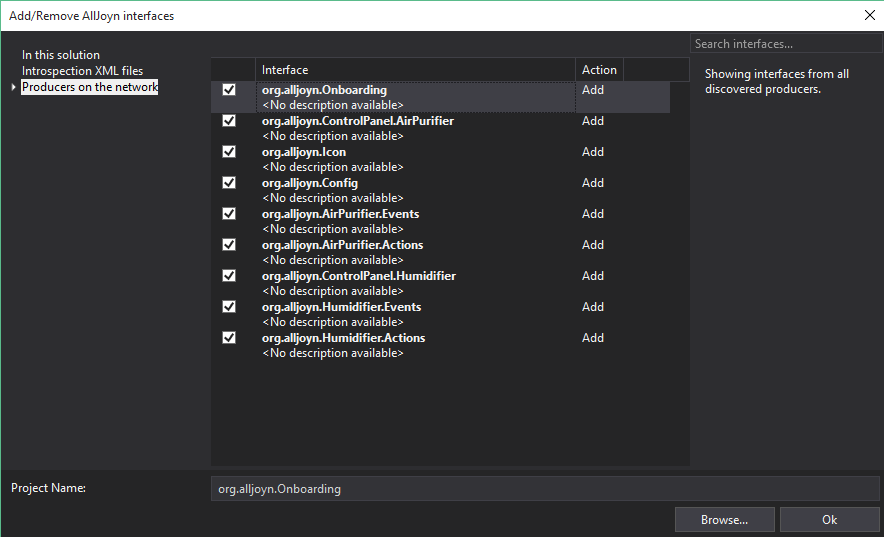 Add/Remove AllJoyn interfaces
In this solution
Introspection XML files
Producers on the network
Interface Action
org.alljoyn.Onboarding Add
<No description available>
org.alljoyn.ControlPanel.AirPurifier Add
<No description available>
org.alljoyn.Icon Add
<No description available>
org.alljoyn.Config Add
<No description available>
org.alljoyn.AirPurifier.Events Add
<No description available>
org.alljoyn.AirPurifier.Actions Add
<No description available>
org.alljoyn.ControlPanel.Humidifier Add
<No description available>
org.alljoyn.Humidifier.Events Add
<No description available>
org.alljoyn.Humidifier.Actions Add
<No description available>
Search interfaces...
Showing interfaces from all
discovered producers.
Project Name: org.alljoyn.Onboarding
Browse... Ok